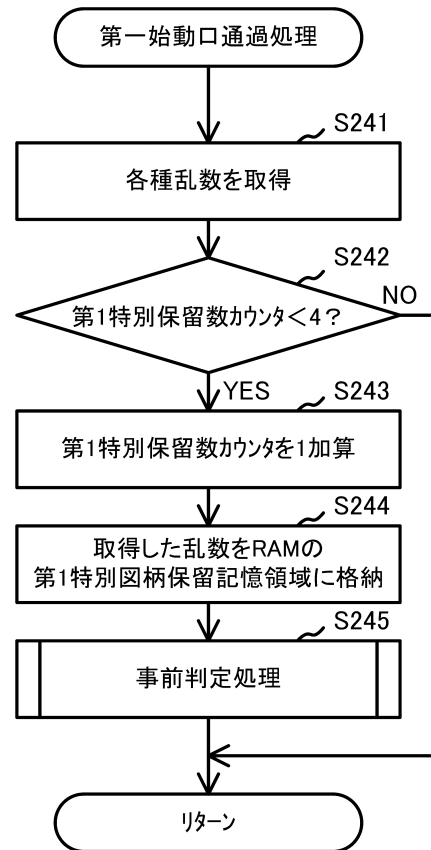 第一始動口通過処理
S241
各種乱数を取得
S242
第1特別保留数カウンタ<4?
NO
YES
S243
第1特別保留数カウンタを1加算
S244
取得した乱数をRAMの
第1特別図柄保留記憶領域に格納
S245
事前判定処理
リターン